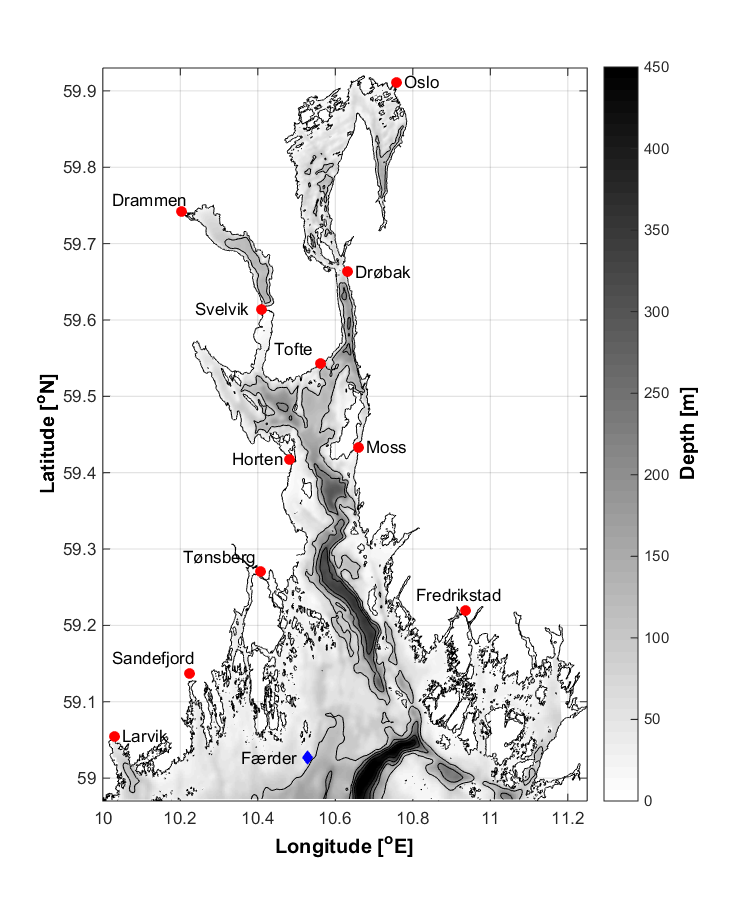 Oslo
Drammen
Drøbak
Svelvik
Tofte
Moss
Horten
Tønsberg
Fredrikstad
Sandefjord
Larvik
Færder
59.9
59.8
59.7
59.6
59.5
59.4
59.3
59.2
59.1
59
Latitude [°N]
10
10.2
10.4
10.6
10.8
11
11.2
Longitude [°E]
450
400
350
300
250
200
150
100
50
0
Depth [m]